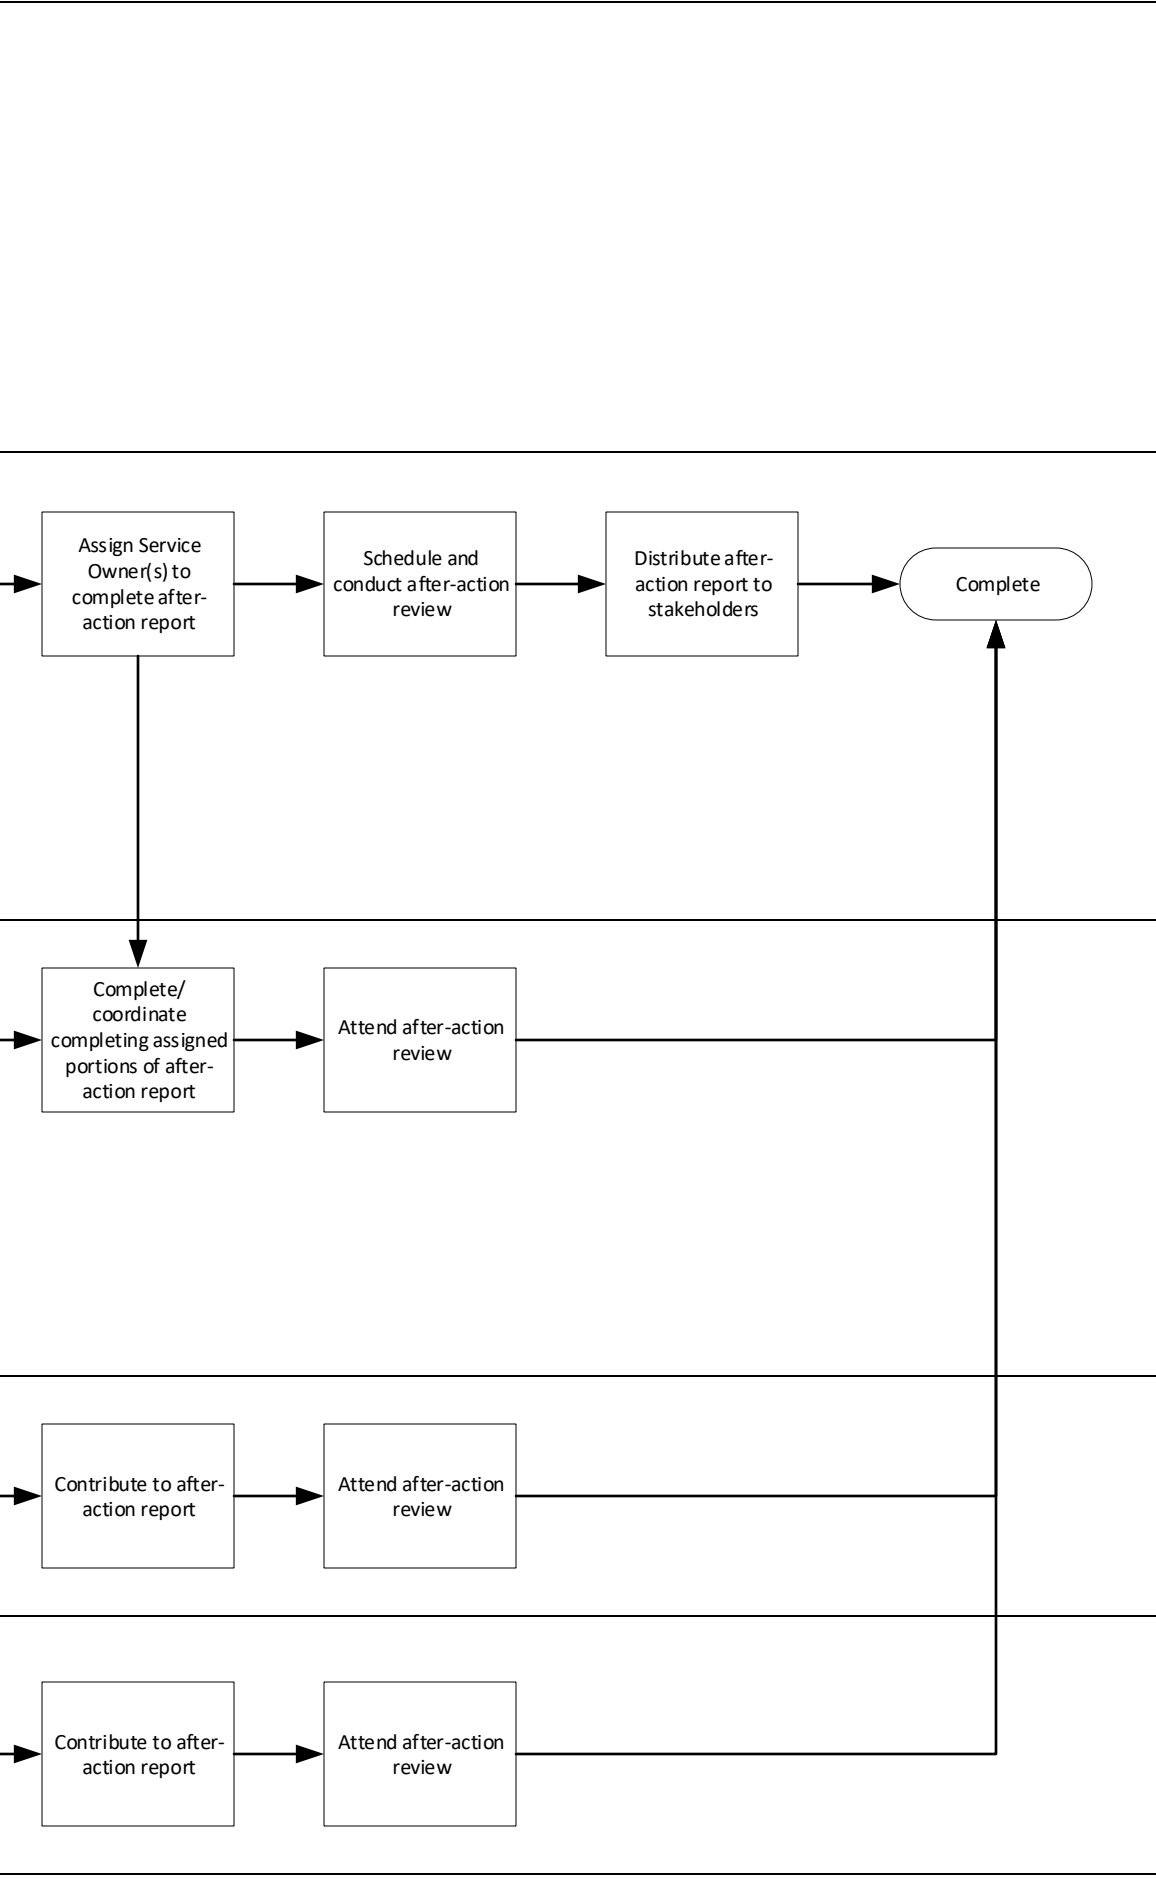 Assign Service
Owner(s) to
complete after-
action report
Schedule and
conduct after-action
review
Distribute after-
action report to
stakeholders
Complete
Complete/
coordinate
completing assigned
portions of after-
action report
Attend after-action
review
Contribute to after-
action report
Attend after-action
review
Contribute to after-
action report
Attend after-action
review